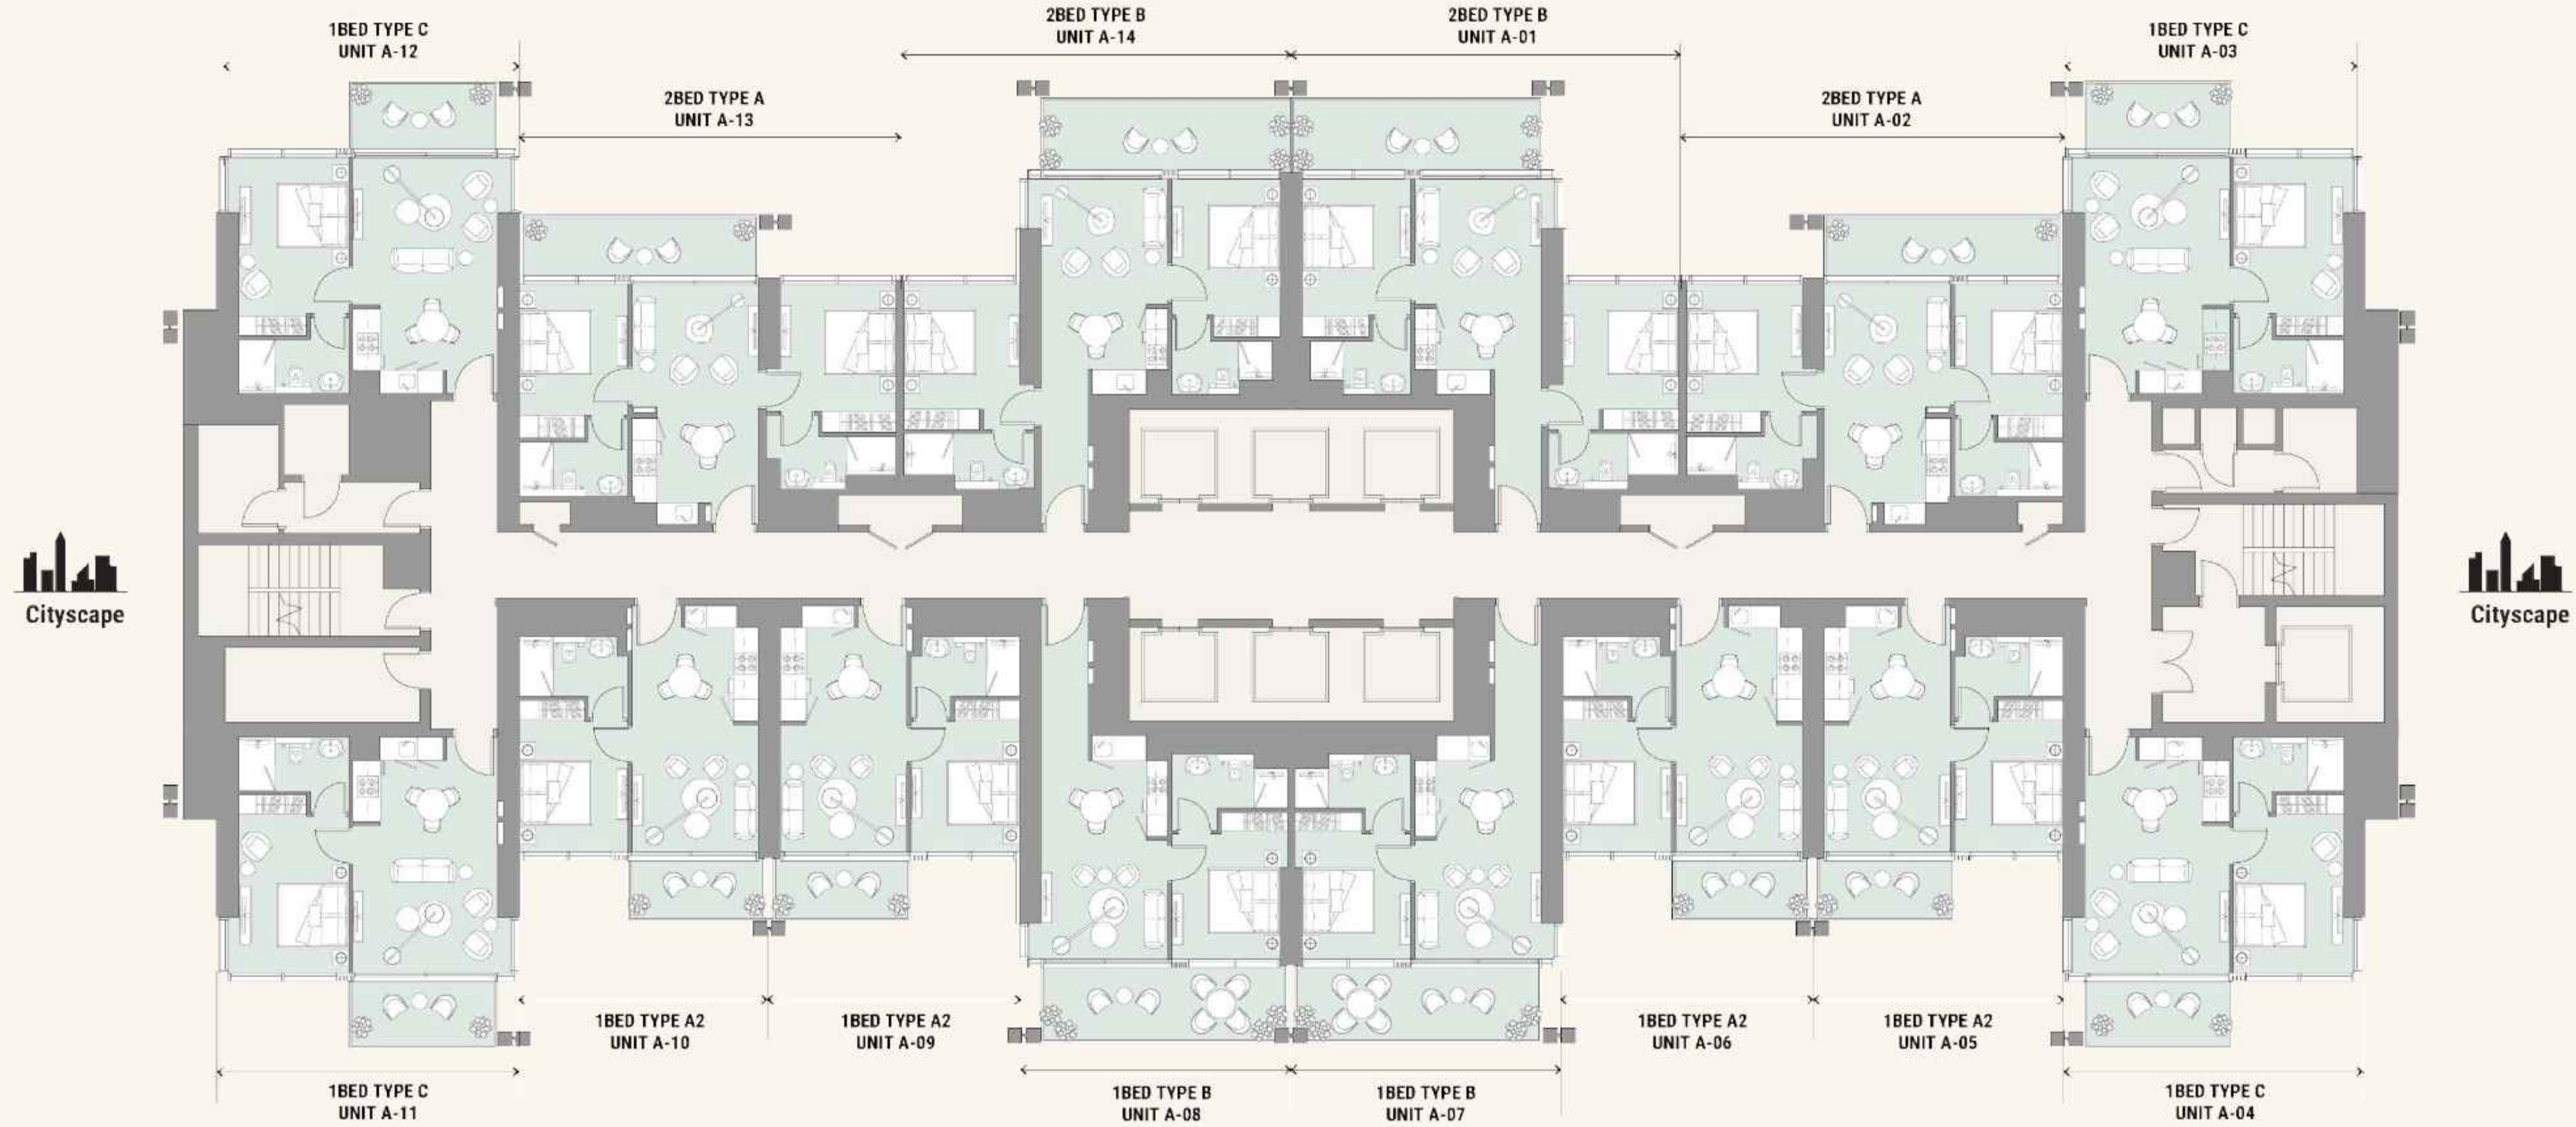 1BED TYPE C
UNIT A-12
2BED TYPE A
UNIT A-13
2BED TYPE B
UNIT A-14
2BED TYPE B
UNIT A-01
2BED TYPE A
UNIT A-02
1BED TYPE C
UNIT A-03
Cityscape
Cityscape
1BED TYPE C
UNIT A-11
1BED TYPE A2
UNIT A-10
1BED TYPE A2
UNIT A-09
1BED TYPE B
UNIT A-08
1BED TYPE B
UNIT A-07
1BED TYPE A2
UNIT A-06
1BED TYPE A2
UNIT A-05
1BED TYPE C
UNIT A-04